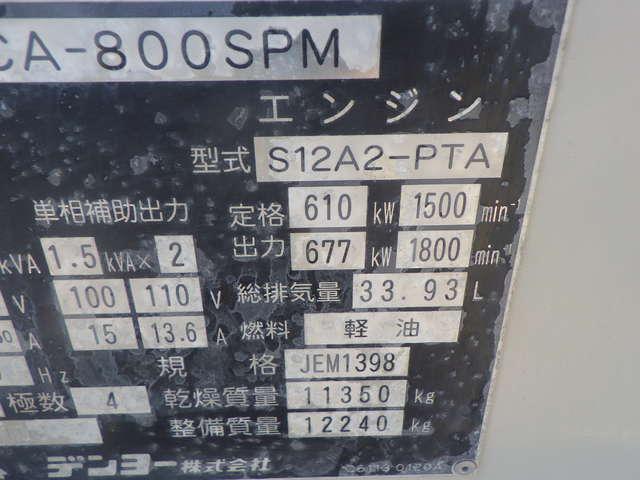 CA-800SPM
エンジン
型式 S12A2-PTA
単相補助出力 定格 610 kW 1500 min⁻¹
kVA 1.5 kVA× 2 出力 677 kW 1800 min⁻¹
V 100 110 V 総排気量 33.93 L
A 15 13.6 A 燃料 軽油
Hz 規格 JEM1398
極数 4 乾燥質量 11350 kg
整備質量 12240 kg
デンヨー株式会社